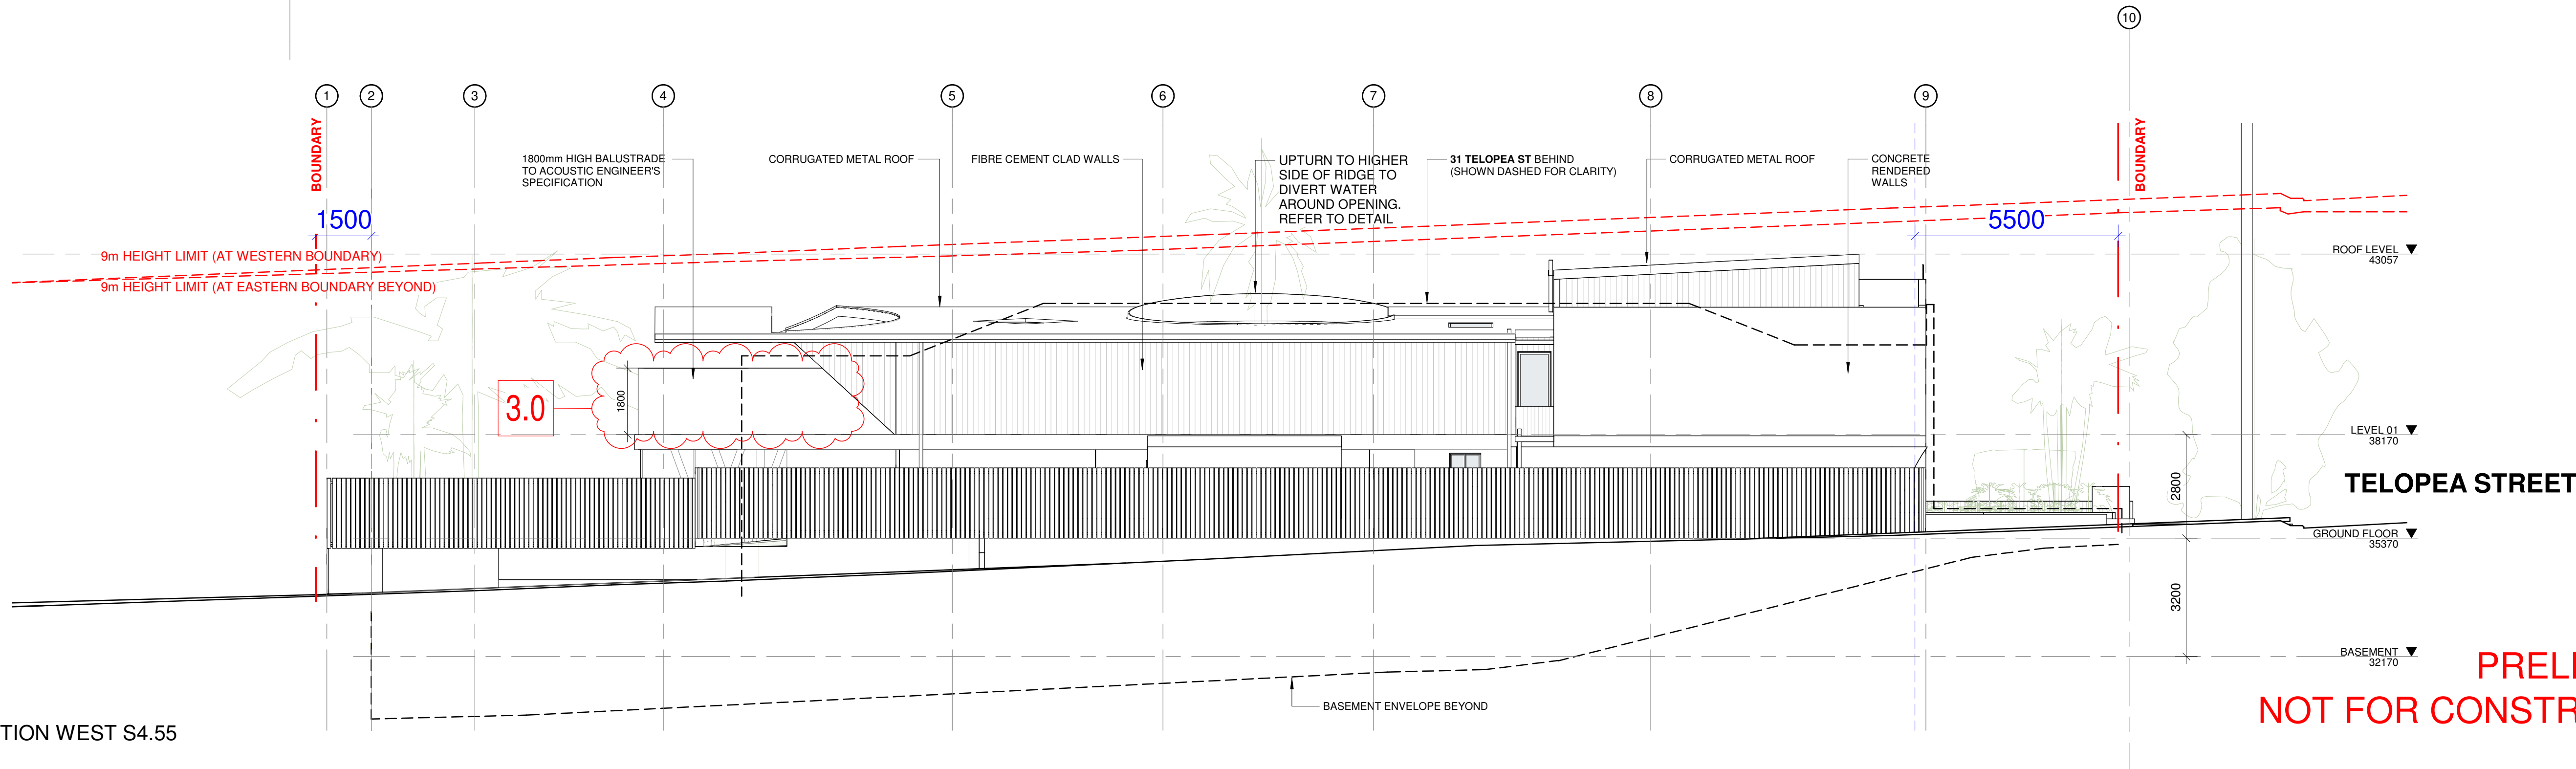 10
1
2
3
4
5
6
7
8
9
BOUNDARY
BOUNDARY
1800mm HIGH BALUSTRADE
TO ACOUSTIC ENGINEER'S
SPECIFICATION
CORRUGATED METAL ROOF
FIBRE CEMENT CLAD WALLS
UPTURN TO HIGHER
SIDE OF RIDGE TO
DIVERT WATER
AROUND OPENING.
REFER TO DETAIL
31 TELOPEA ST BEHIND
(SHOWN DASHED FOR CLARITY)
CORRUGATED METAL ROOF
CONCRETE
RENDERED
WALLS
1500
5500
9m HEIGHT LIMIT (AT WESTERN BOUNDARY)
9m HEIGHT LIMIT (AT EASTERN BOUNDARY BEYOND)
ROOF LEVEL
43057
3.0
1800
LEVEL 01
38170
TELOPEA STREET
2800
GROUND FLOOR
35370
3200
BASEMENT
32170
BASEMENT ENVELOPE BEYOND
PRELI
NOT FOR CONSTR
TION WEST S4.55